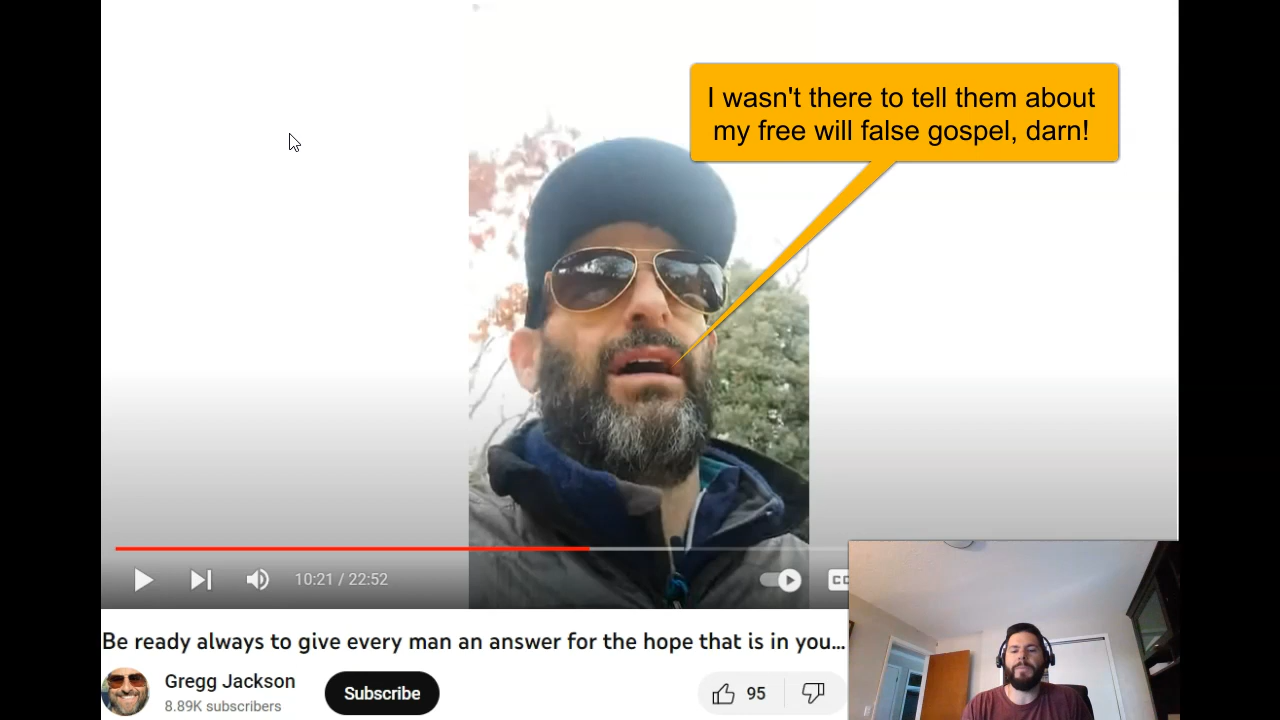 I wasn't there to tell them about
my free will false gospel, darn!
10:21 / 22:52
CC
Be ready always to give every man an answer for the hope that is in you...
Gregg Jackson
8.89K subscribers
Subscribe
95